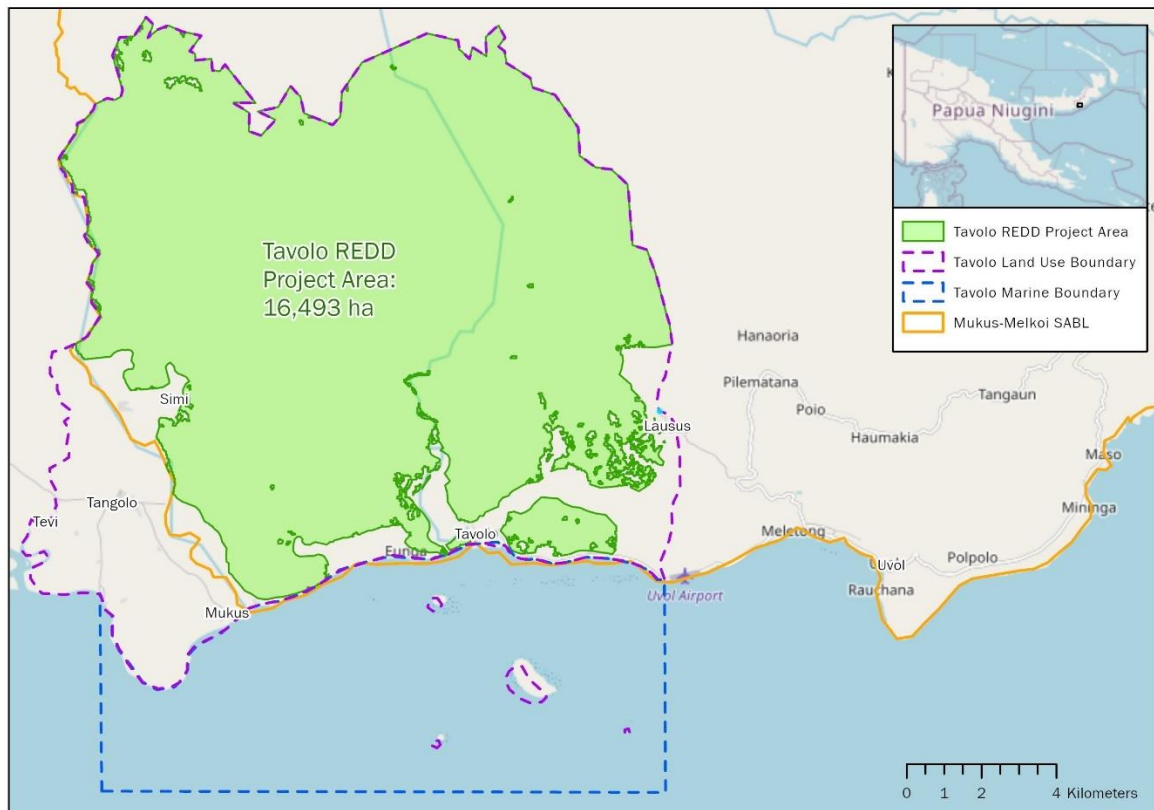 Papua Niugini
Tavolo REDD Project Area
Tavolo Land Use Boundary
Tavolo Marine Boundary
Mukus-Melkoi SABL
Tavolo REDD
Project Area:
16,493 ha
Hanaoria
Pilematana
Tangaun
Simi
Poio
Lausus
Haumakia
Maso
Tangolo
Mininga
Tevi
Tavolo
Meletong
Eunga
Uvol
Polpolo
Uvol Airport
Rauchana
Mukus
0 1 2 4 Kilometers